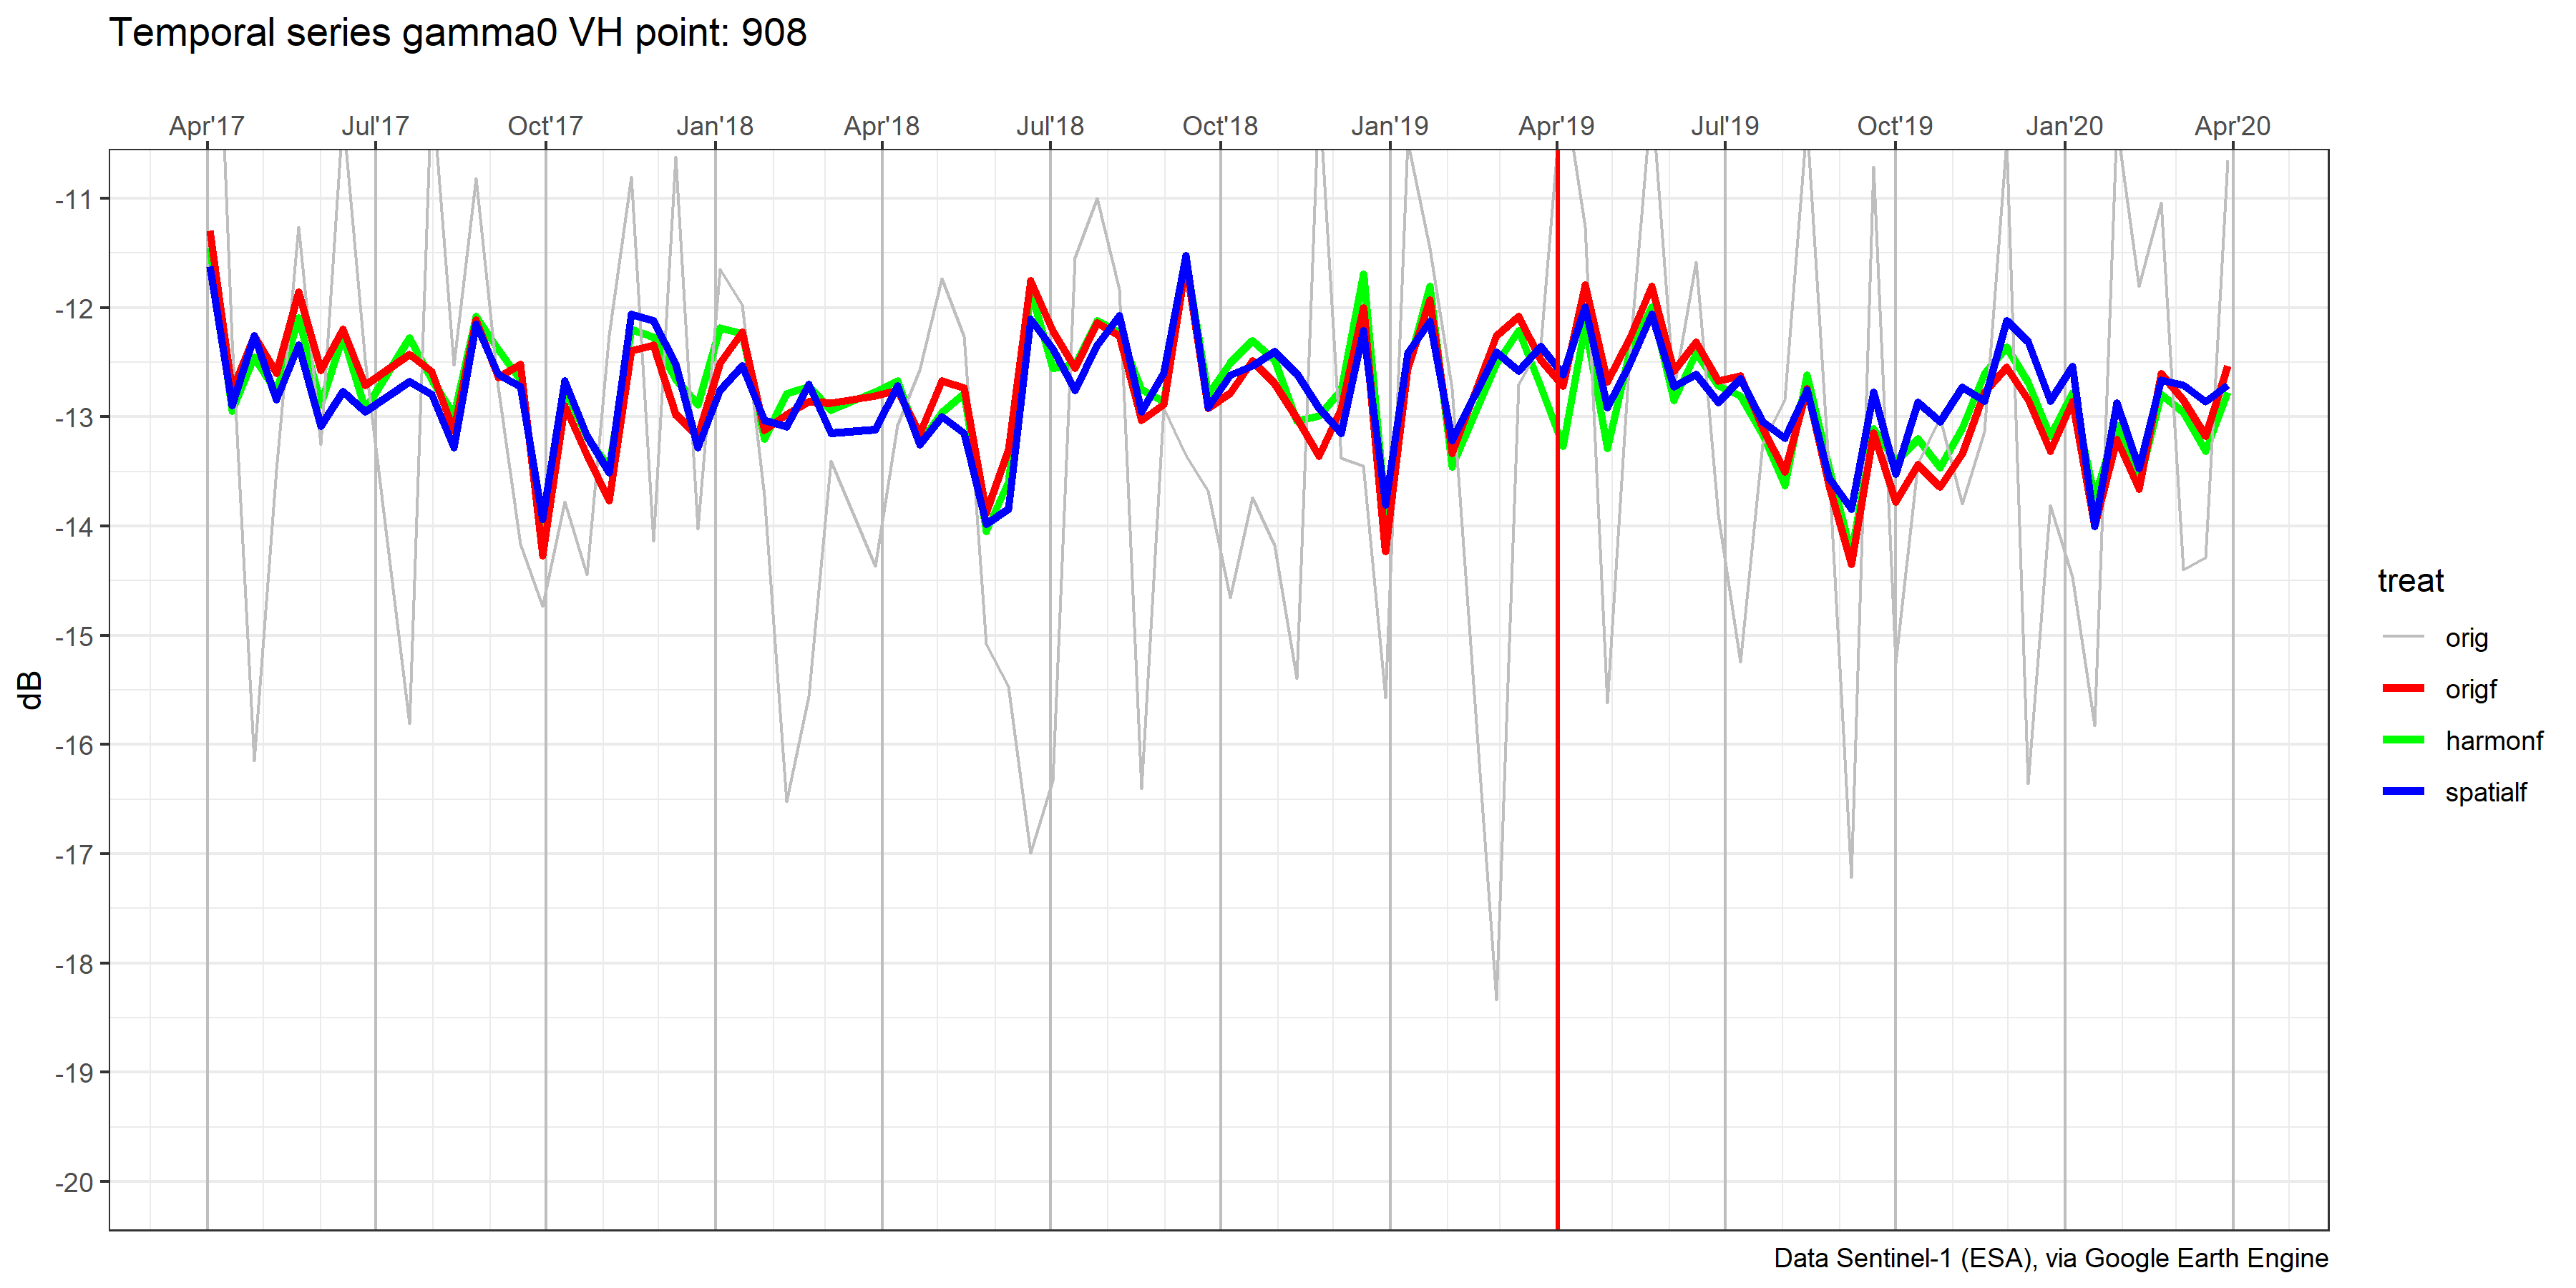 Temporal series gamma0 VH point: 908
Apr'17 Jul'17 Oct'17 Jan'18 Apr'18 Jul'18 Oct'18 Jan'19 Apr'19 Jul'19 Oct'19 Jan'20 Apr'20
-11
-12
-13
-14
-15
-16
-17
-18
-19
-20
dB
treat
orig
origf
harmonf
spatialf
Data Sentinel-1 (ESA), via Google Earth Engine